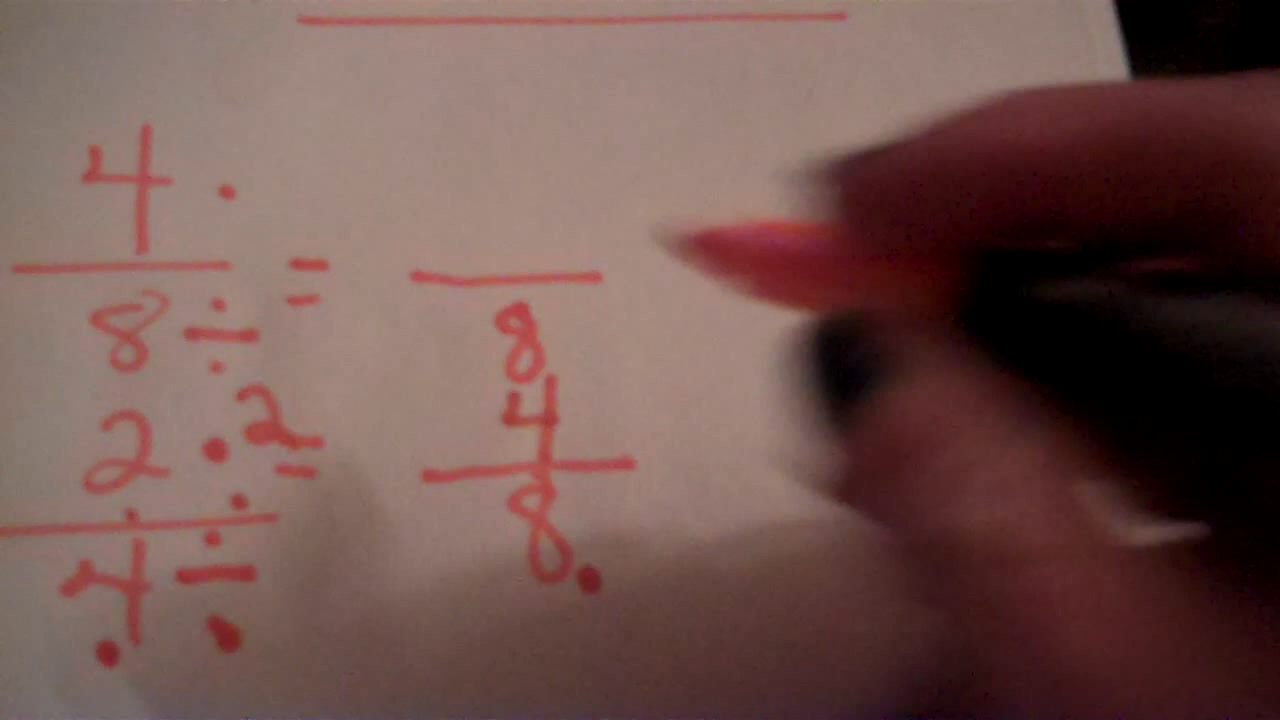 4 ·
8 ÷ = 8
2 · 2 = 4
4 ÷ 8